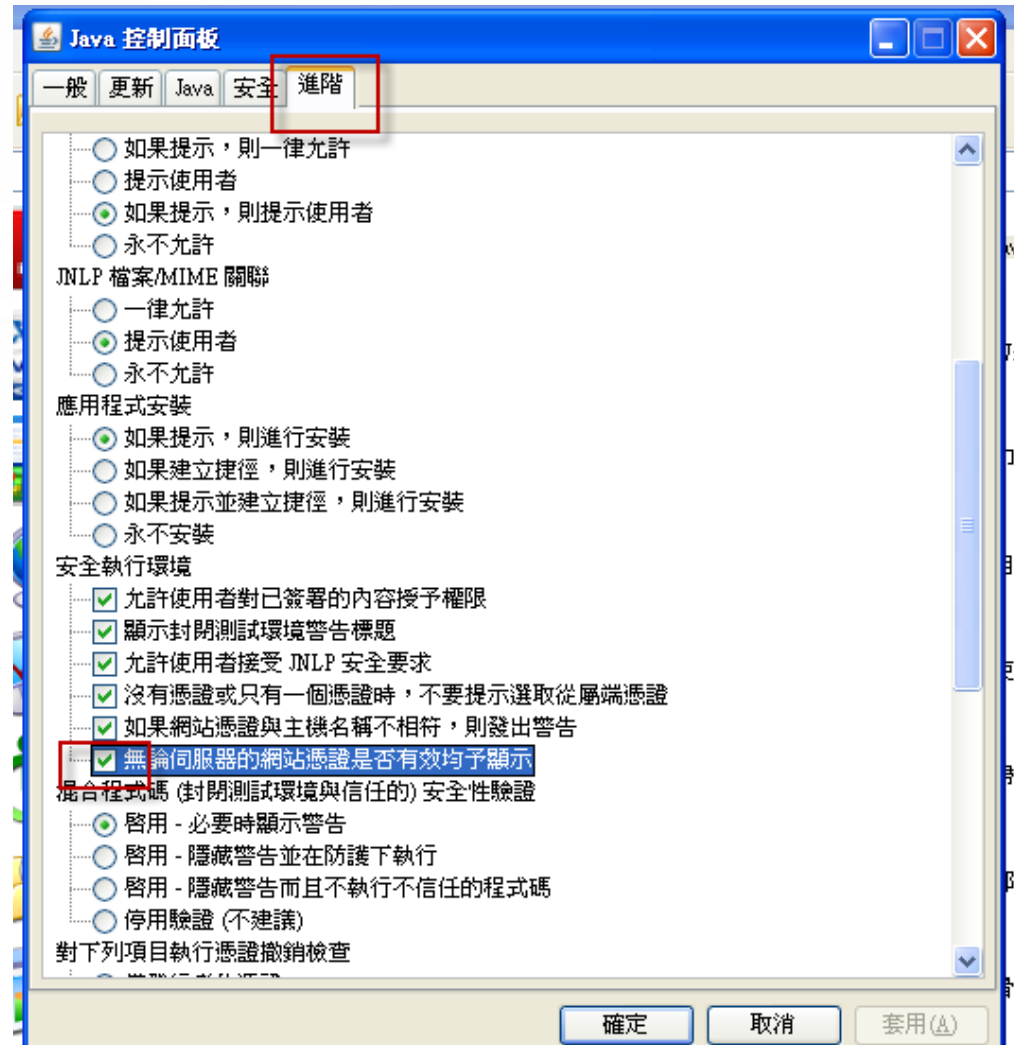 Java 控制面板
一般 更新 Java 安全 進階
如果提示，則一律允許
提示使用者
如果提示，則提示使用者
永不允許
JNLP 檔案/MIME 關聯
一律允許
提示使用者
永不允許
應用程式安裝
如果提示，則進行安裝
如果建立捷徑，則進行安裝
如果提示並建立捷徑，則進行安裝
永不安裝
安全執行環境
允許使用者對已簽署的內容授予權限
顯示封閉測試環境警告標題
允許使用者接受 JNLP 安全要求
沒有憑證或只有一個憑證時，不要提示選取從屬端憑證
如果網站憑證與主機名稱不相符，則發出警告
無論伺服器的網站憑證是否有效均予顯示
混合程式碼 (封閉測試環境與信任的) 安全性驗證
啓用 - 必要時顯示警告
啓用 - 隱藏警告並在防護下執行
啓用 - 隱藏警告而且不執行不信任的程式碼
停用驗證 (不建議)
對下列項目執行憑證撤銷檢查
確定 取消 套用(A)